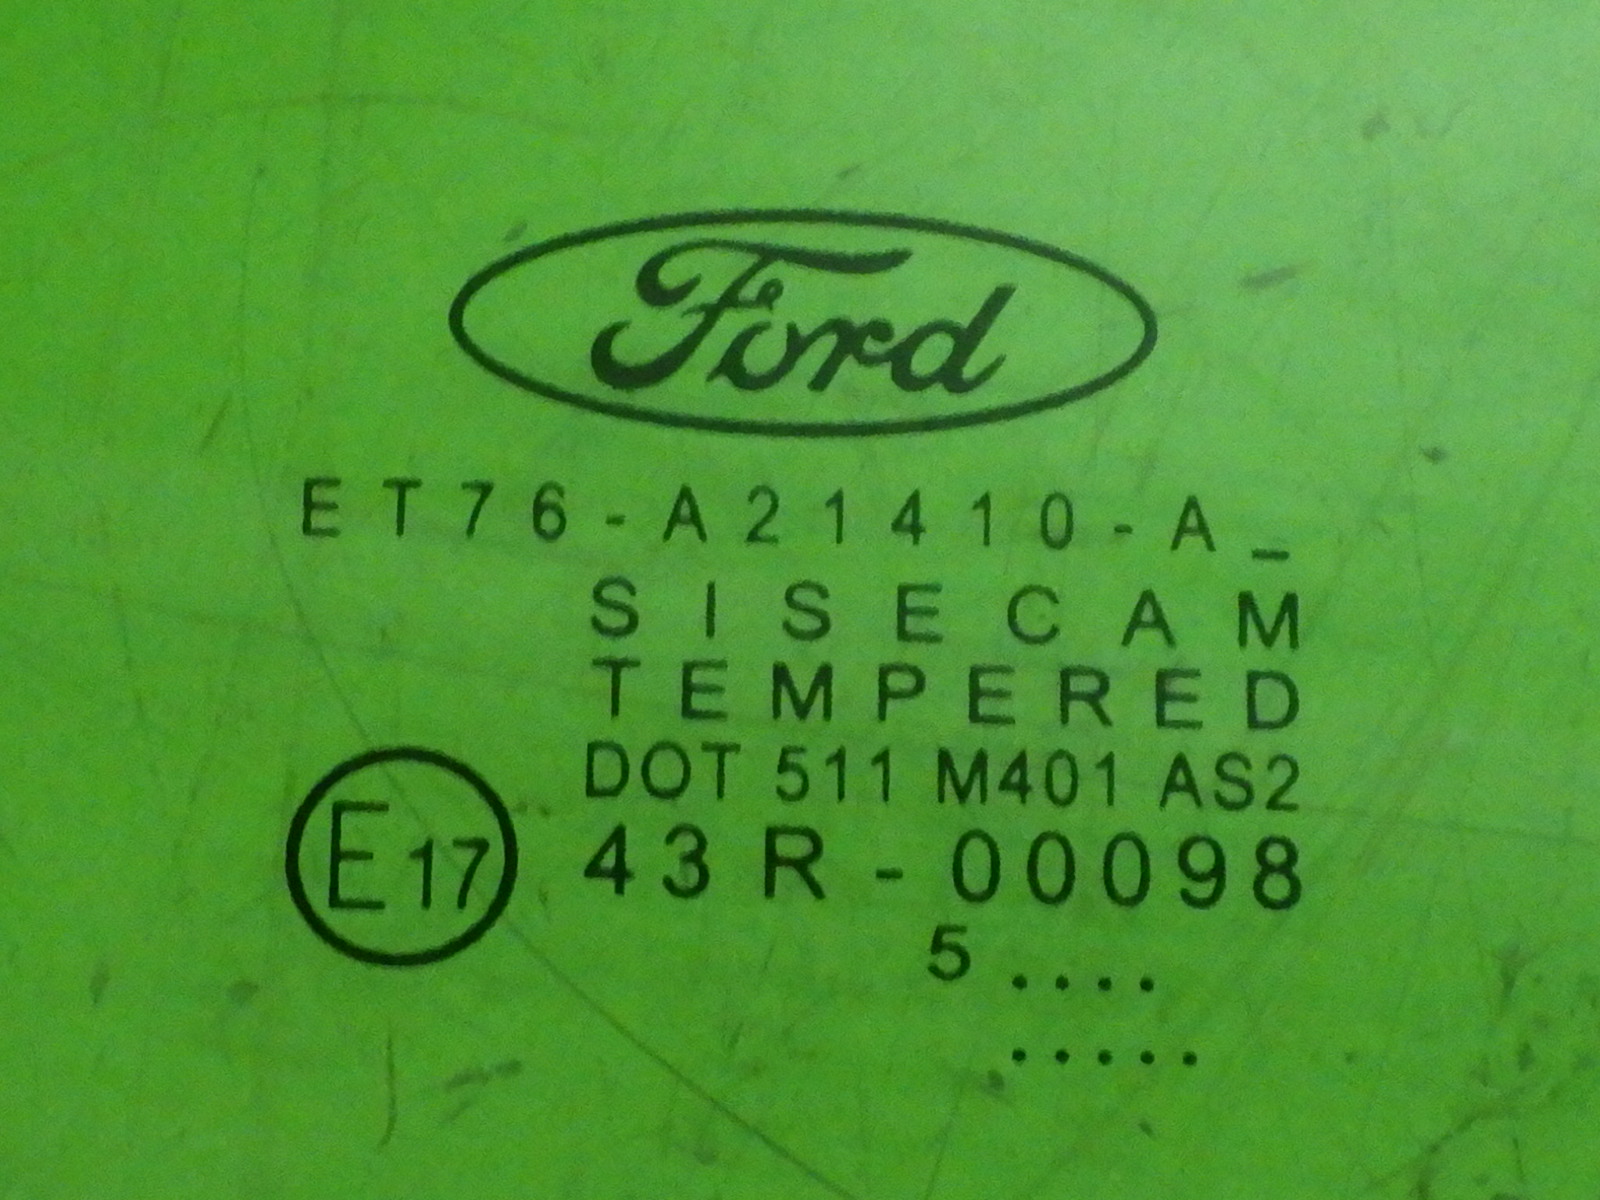 Ford
ET76-A21410-A_
SISECAM
TEMPERED
DOT 511 M401 AS2
E17 43R-00098
5 ....
.....